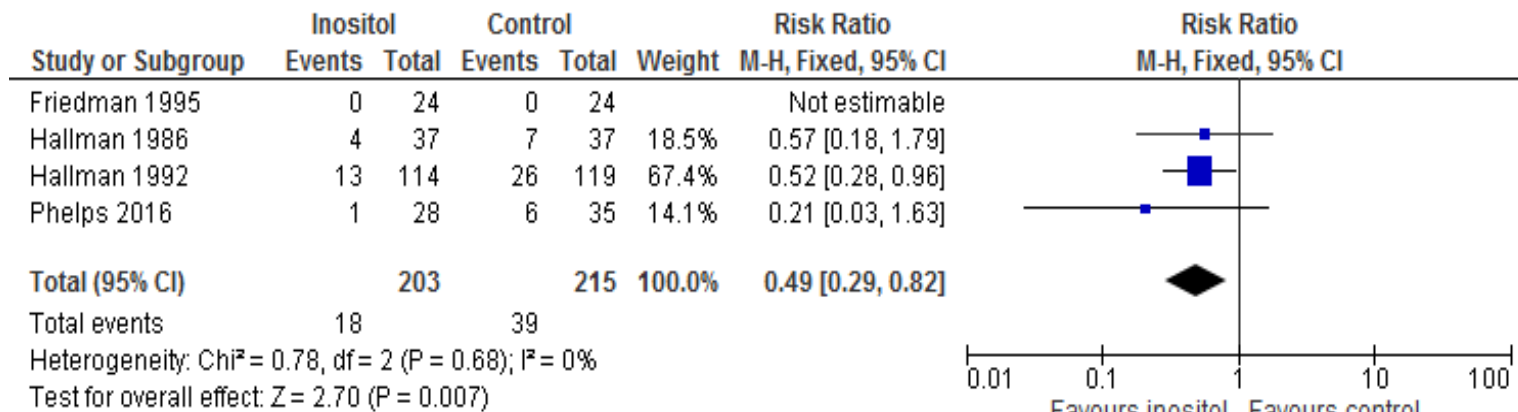 Inositol Control Risk Ratio Risk Ratio
Study or Subgroup Events Total Events Total Weight M-H, Fixed, 95% CI M-H, Fixed, 95% CI
Friedman 1995 0 24 0 24 Not estimable
Hallman 1986 4 37 7 37 18.5% 0.57 [0.18, 1.79]
Hallman 1992 13 114 26 119 67.4% 0.52 [0.28, 0.96]
Phelps 2016 1 28 6 35 14.1% 0.21 [0.03, 1.63]
Total (95% CI) 203 215 100.0% 0.49 [0.29, 0.82]
Total events 18 39
Heterogeneity: Chi² = 0.78, df = 2 (P = 0.68); I² = 0%
Test for overall effect: Z = 2.70 (P = 0.007)
0.01 0.1 1 10 100
Favours inositol Favours control